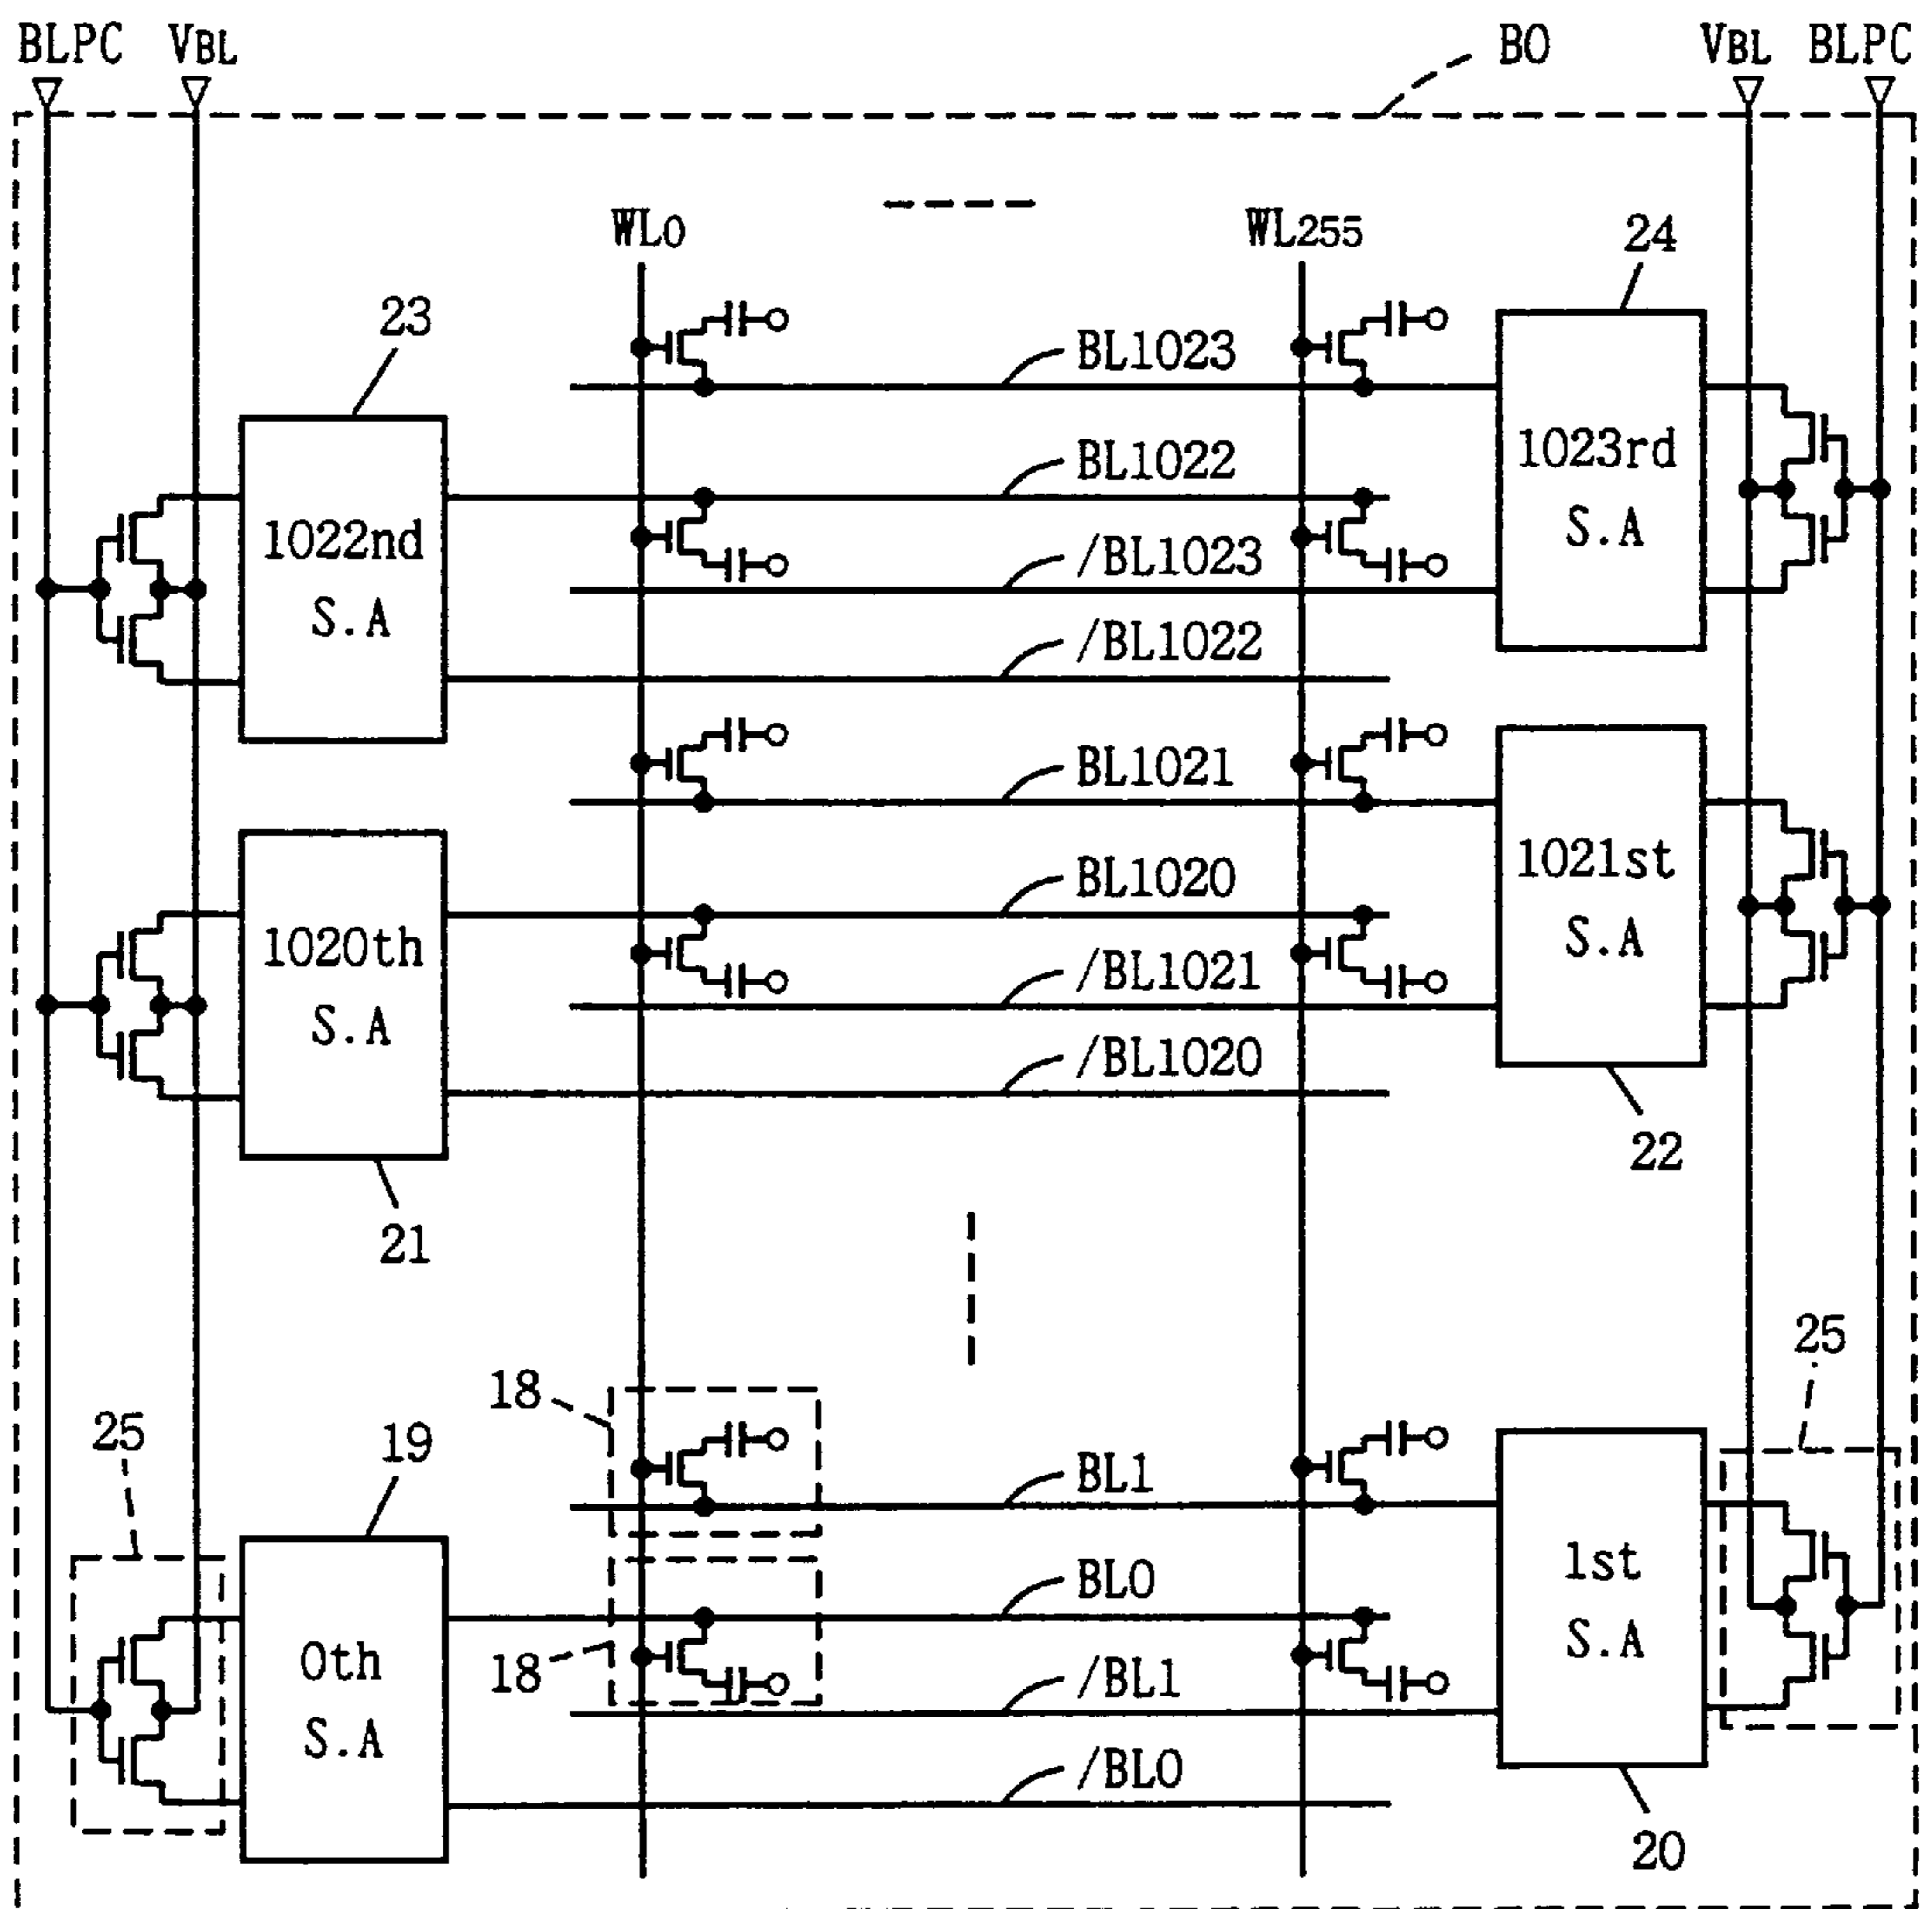 BLPC VBL B0 VBL BLPC
WL0 WL255
24
23
BL1023
BL1022
1023rd
S.A
1022nd
S.A
/BL1023
/BL1022
BL1021
BL1020
1021st
S.A
1020th
S.A
/BL1021
/BL1020
22
21
25
18
25
19
BL1
BL0
1st
S.A
0th
S.A
18
/BL1
/BL0
20